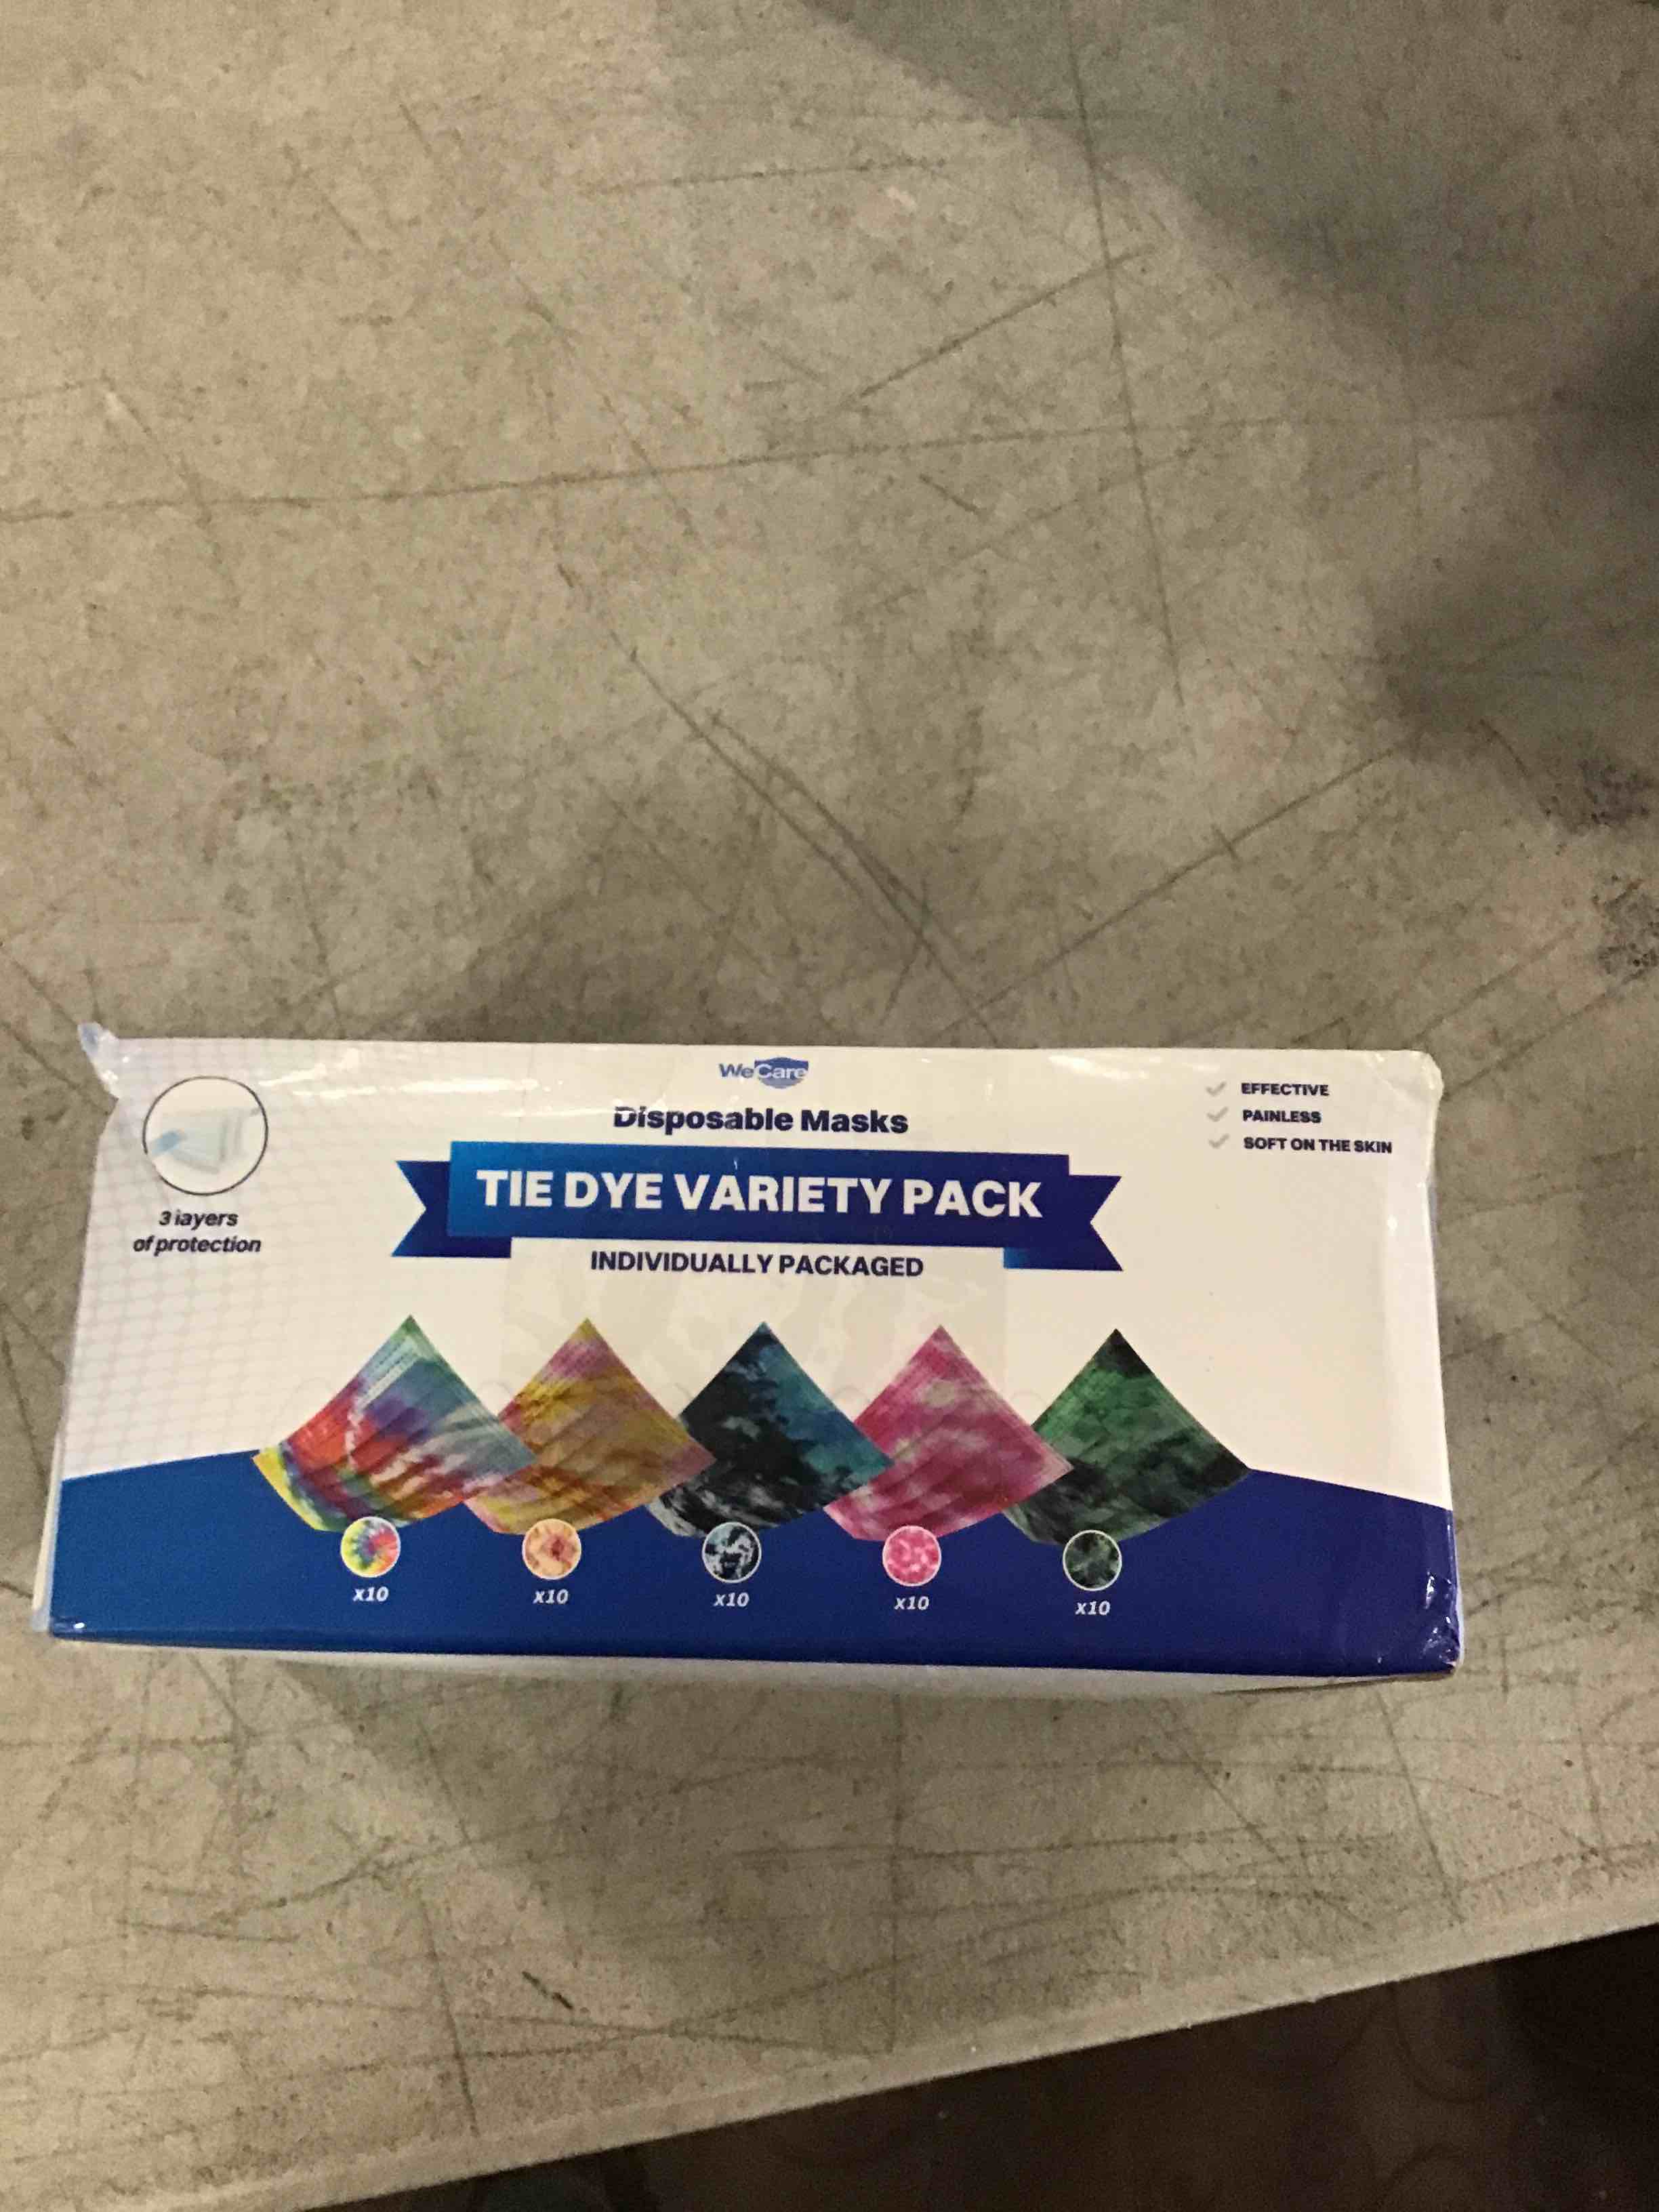 WeCare
Disposable Masks
TIE DYE VARIETY PACK
INDIVIDUALLY PACKAGED
3 layers
of protection
EFFECTIVE
PAINLESS
SOFT ON THE SKIN
x10
x10
x10
x10
x10